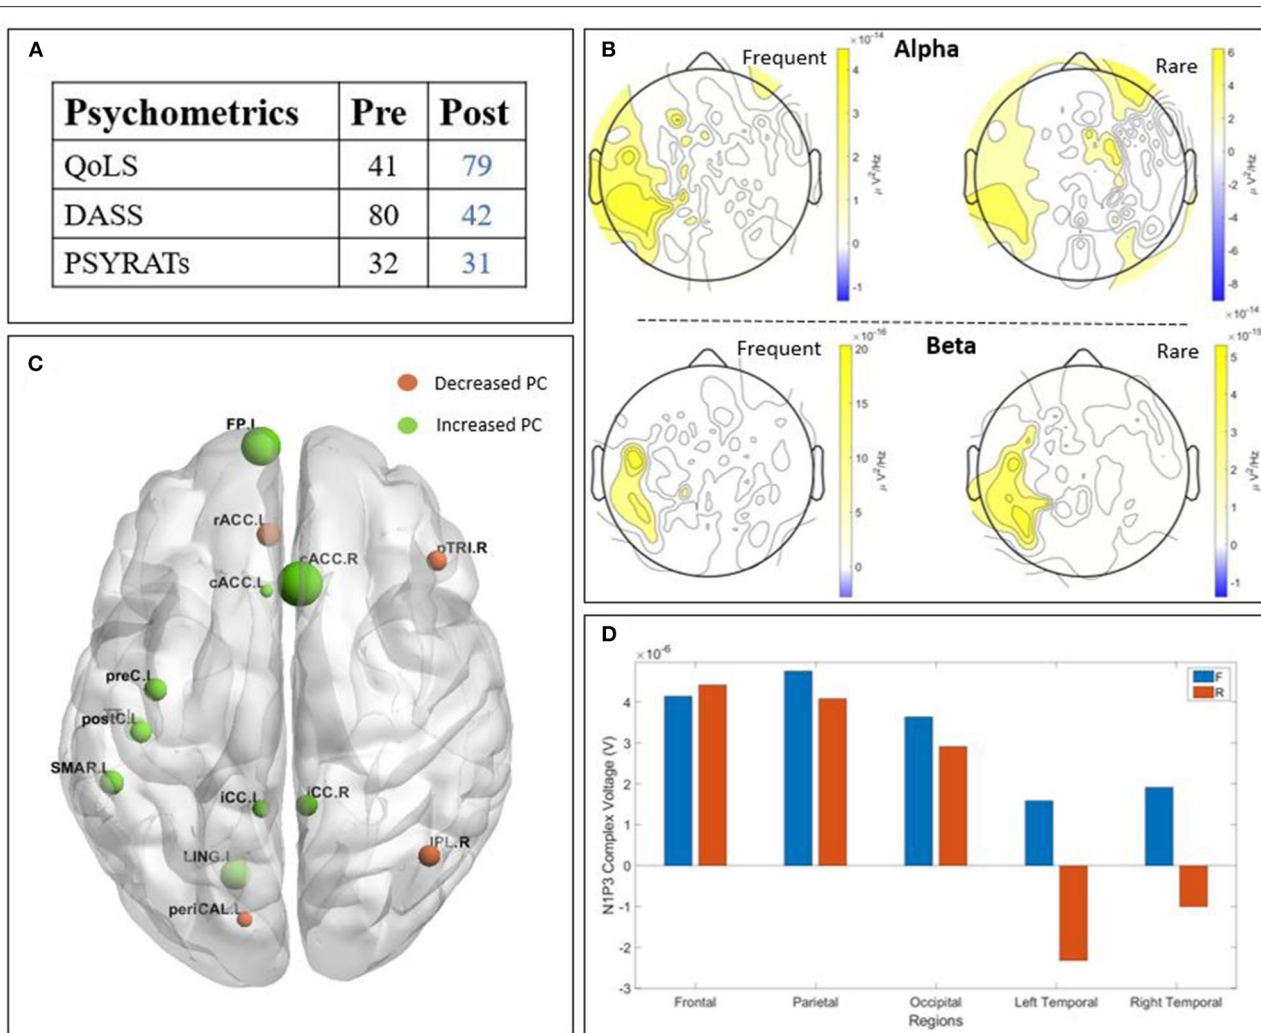 A
Psychometrics Pre Post
QoLS 41 79
DASS 80 42
PSYRATs 32 31
B
Frequent
Alpha
Rare
×10⁻¹⁴
4
3
2
1
0
-1
μ V²/Hz
6
4
2
0
-2
-4
-6
-8
×10⁻¹⁴
μ V²/Hz
Frequent
Beta
Rare
×10⁻¹⁶
20
15
10
5
0
μ V²/Hz
×10⁻¹⁵
5
4
3
2
1
0
-1
μ V²/Hz
C
Decreased PC
Increased PC
FP.L
rACC.L
cACC.R
pTRI.R
cACC.L
preC.L
postC.L
SMAR.L
iCC.L
iCC.R
LING.L
IPL.R
periCAL.L
D
×10⁻⁶
F
R
4
3
2
1
0
-1
-2
-3
N1P3 Complex Voltage (V)
Frontal Parietal Occipital Left Temporal Right Temporal
Regions